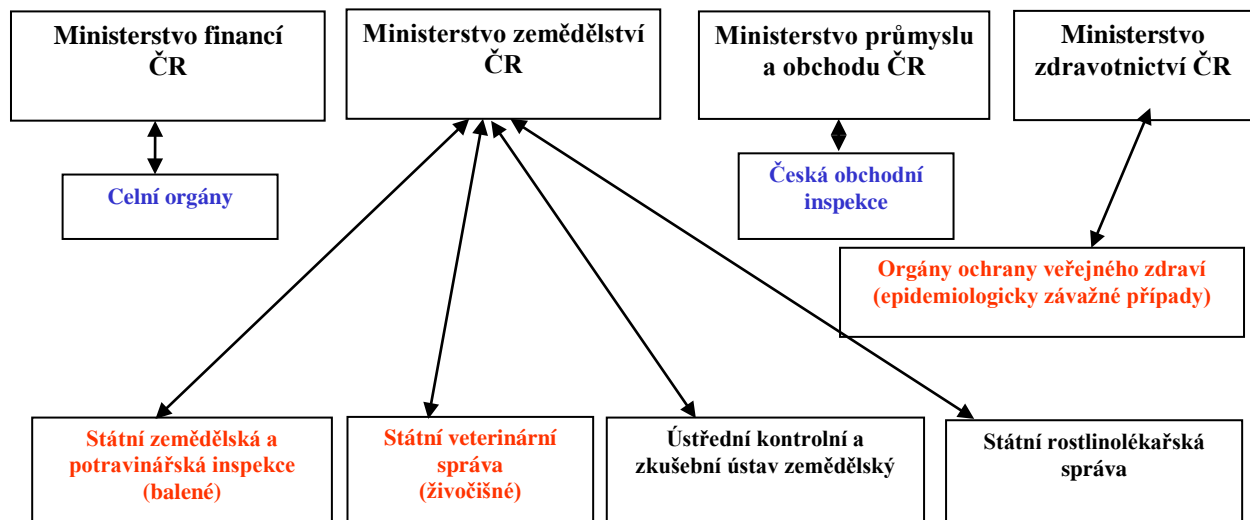 Ministerstvo financí
ČR
Ministerstvo zemědělství
ČR
Ministerstvo průmyslu
a obchodu ČR
Ministerstvo
zdravotnictví ČR
Celní orgány
Česká obchodní
inspekce
Orgány ochrany veřejného zdraví
(epidemiologicky závažné případy)
Státní zemědělská a
potravinářská inspekce
(balené)
Státní veterinární
správa
(živočišné)
Ústřední kontrolní a
zkušební ústav zemědělský
Státní rostlinolékařská
správa